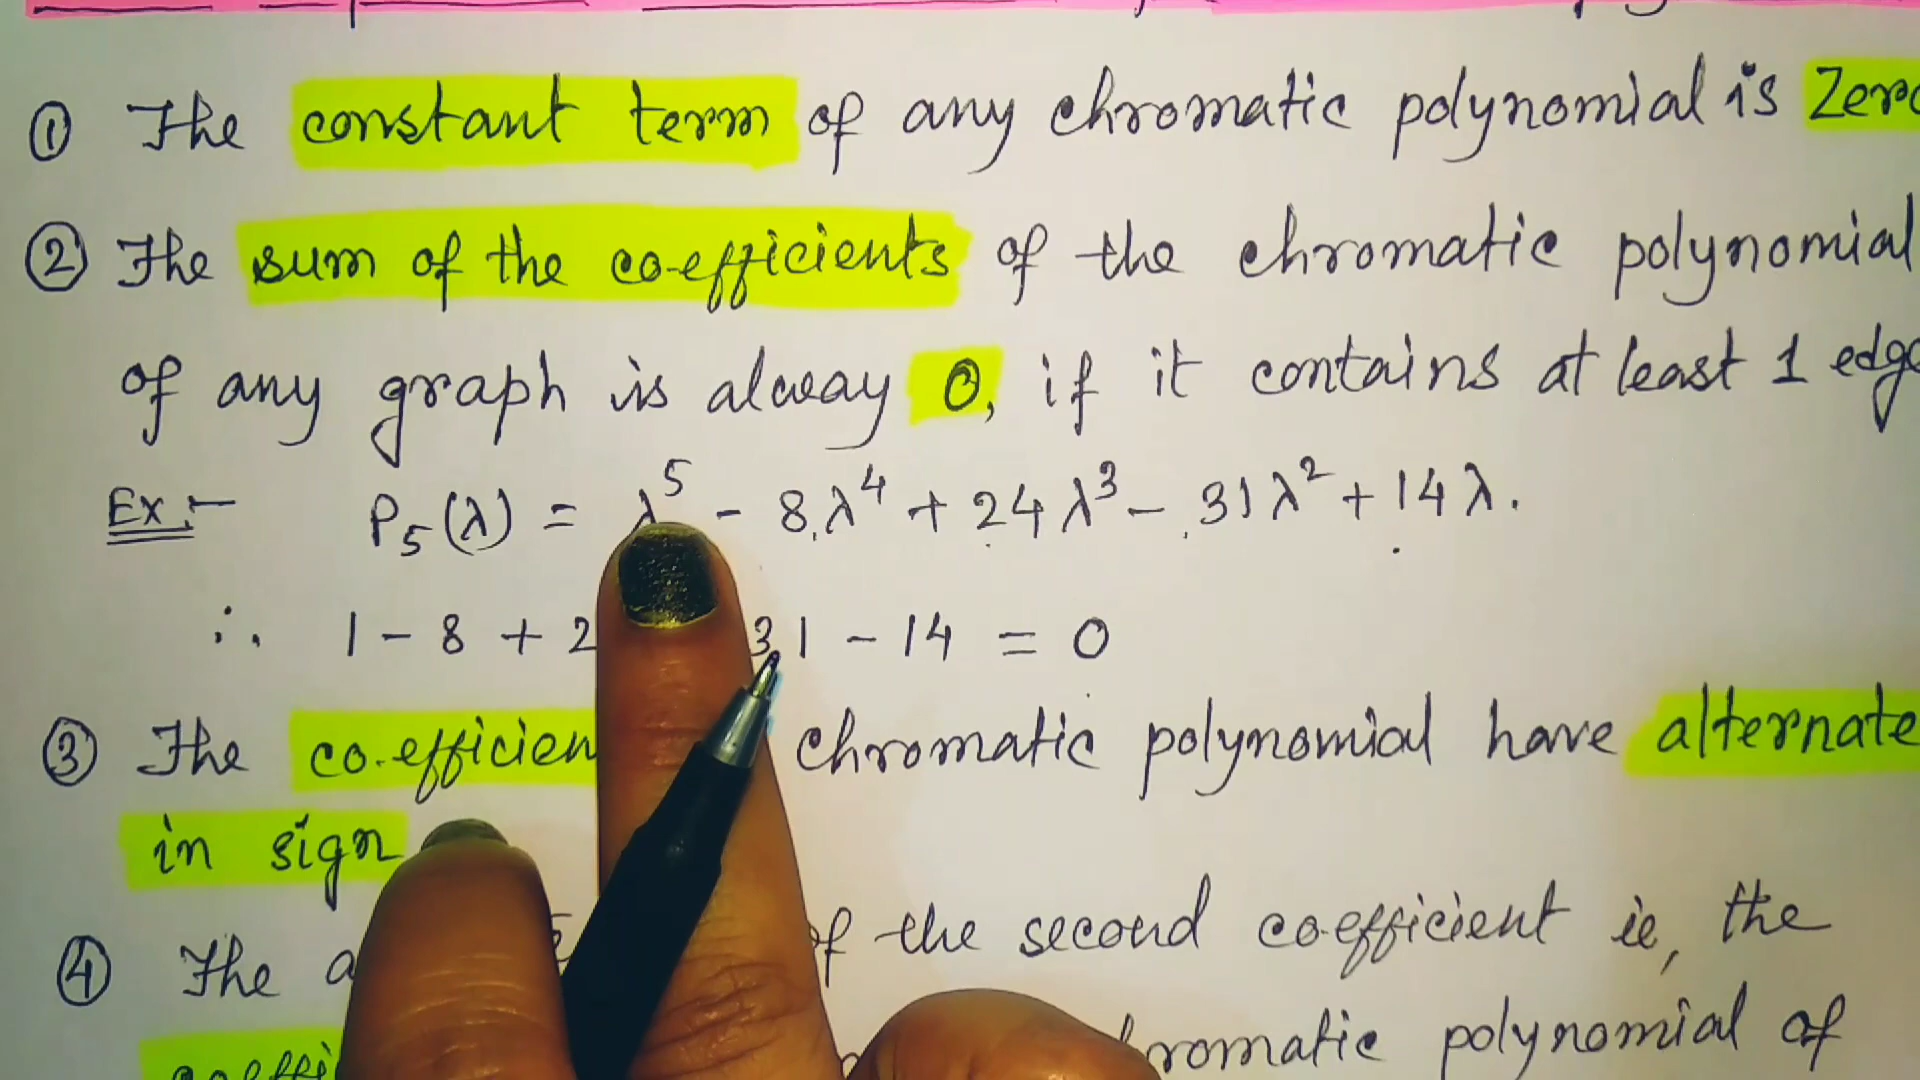 ① The constant term of any chromatic polynomial is Zero
② The sum of the co-efficients of the chromatic polynomial
of any graph is alway 0, if it contains at least 1 edge
Ex :- P₅(λ) = λ⁵ - 8λ⁴ + 24λ³ - 31λ² + 14λ.
∴ 1 - 8 + 2 31 - 14 = 0
③ The co-efficien chromatic polynomial have alternate
in sign
④ The a of the second co-efficient ie, the
coeffi chromatic polynomial of